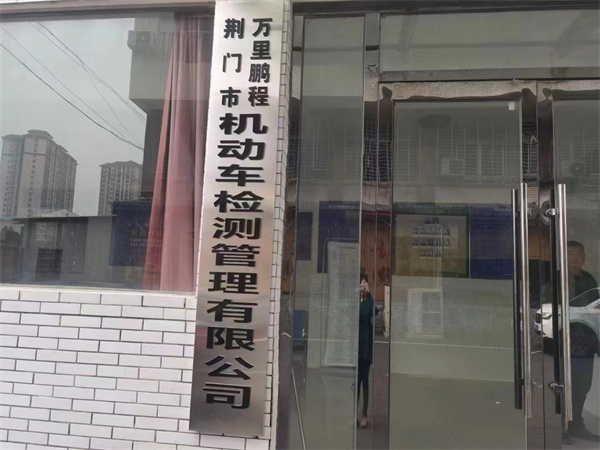 荆门市
万里鹏程
机动车检测管理有限公司